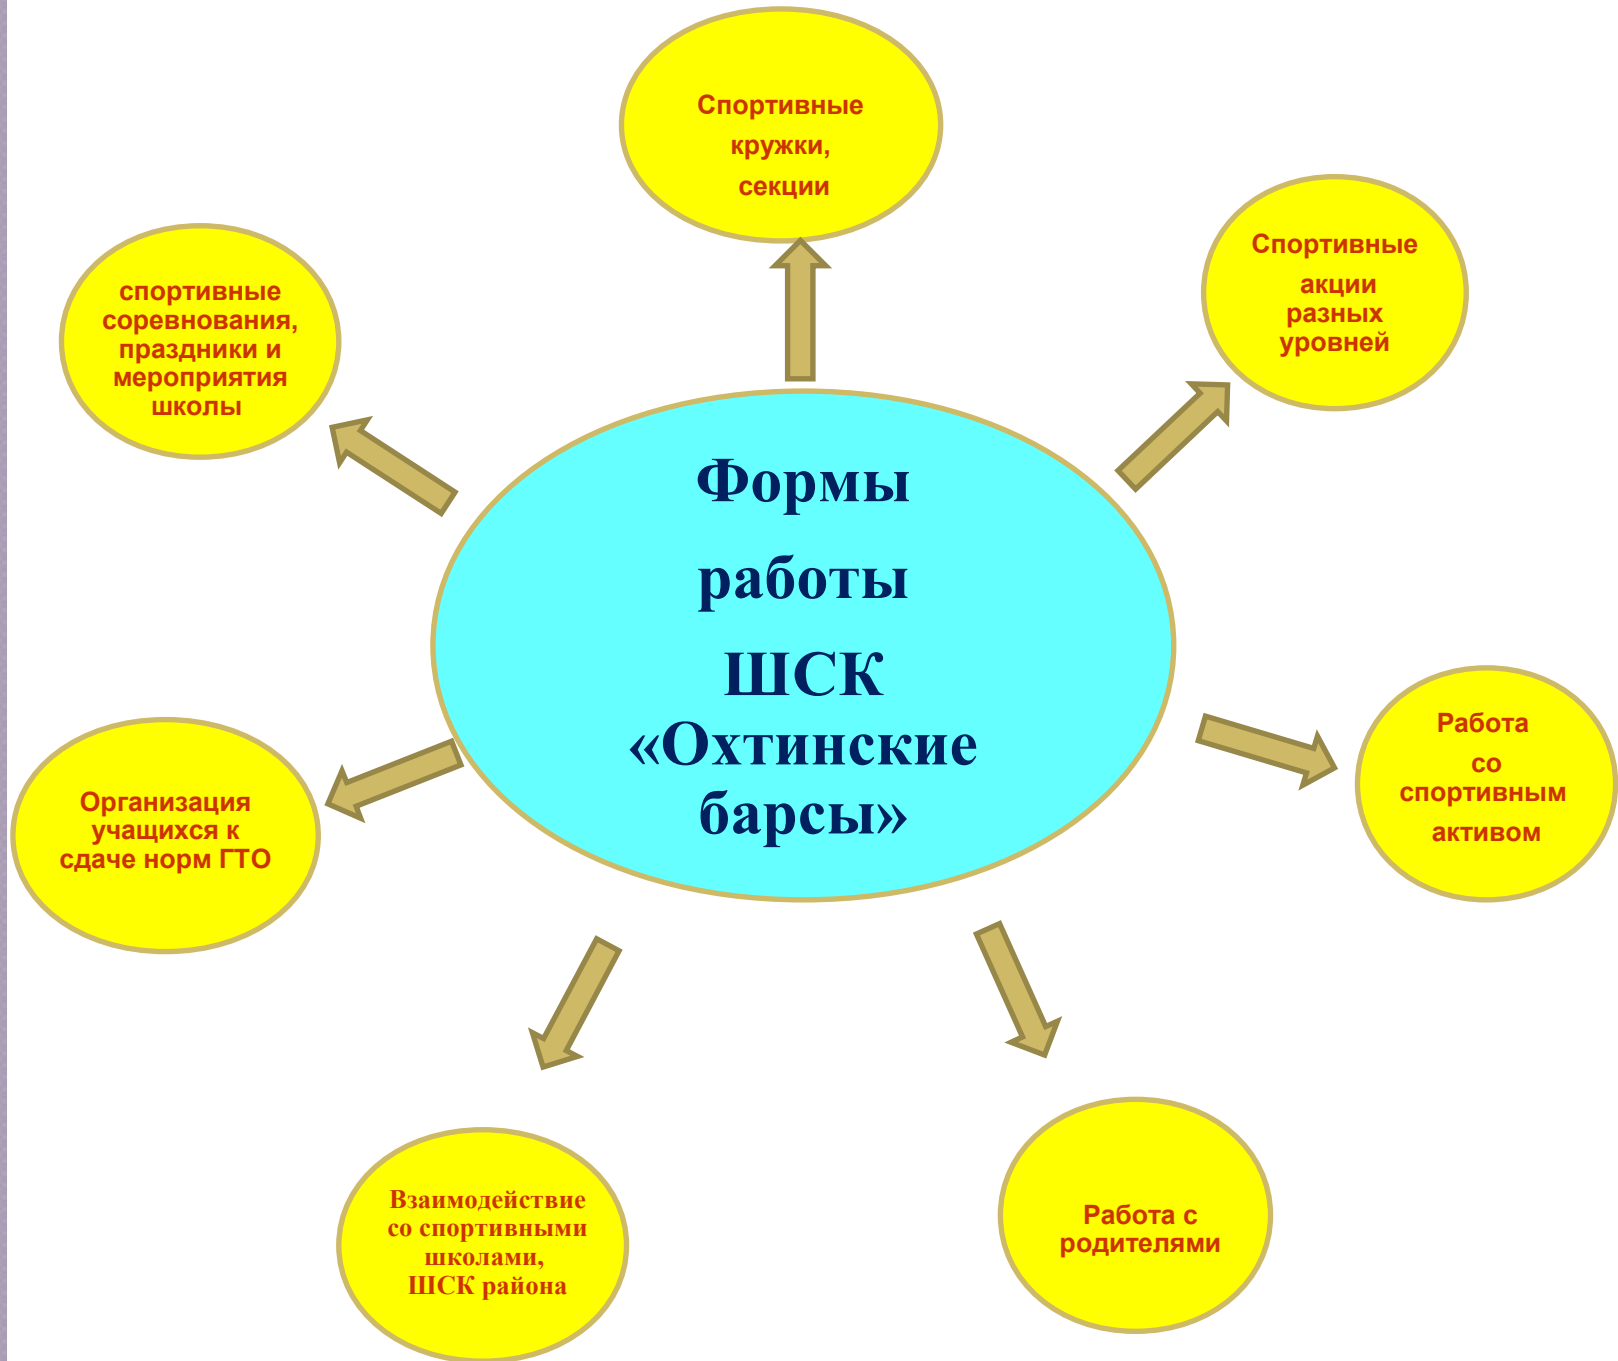 Спортивные
кружки,
секции
Спортивные
акции
разных
уровней
спортивные
соревнования,
праздники и
мероприятия
школы
Формы
работы
ШСК
«Охтинские
барсы»
Работа
со
спортивным
активом
Организация
учащихся к
сдаче норм ГТО
Взаимодействие
со спортивными
школами,
ШСК района
Работа с
родителями